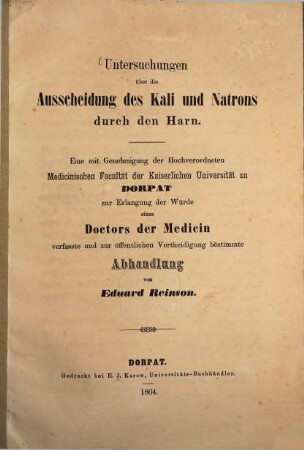 Untersuchungen
über die
Ausscheidung des Kali und Natrons
durch den Harn.
Eine mit Genehmigung der Hochverordneten
Medicinischen Facultät der Kaiserlichen Universität zu
DORPAT
zur Erlangung der Würde
eines
Doctors der Medicin
verfasste und zur öffentlichen Vertheidigung bestimmte
Abhandlung
von
Eduard Reinson.
DORPAT.
Gedruckt bei E. J. Karow, Universitäts-Buchhändler.
1864.